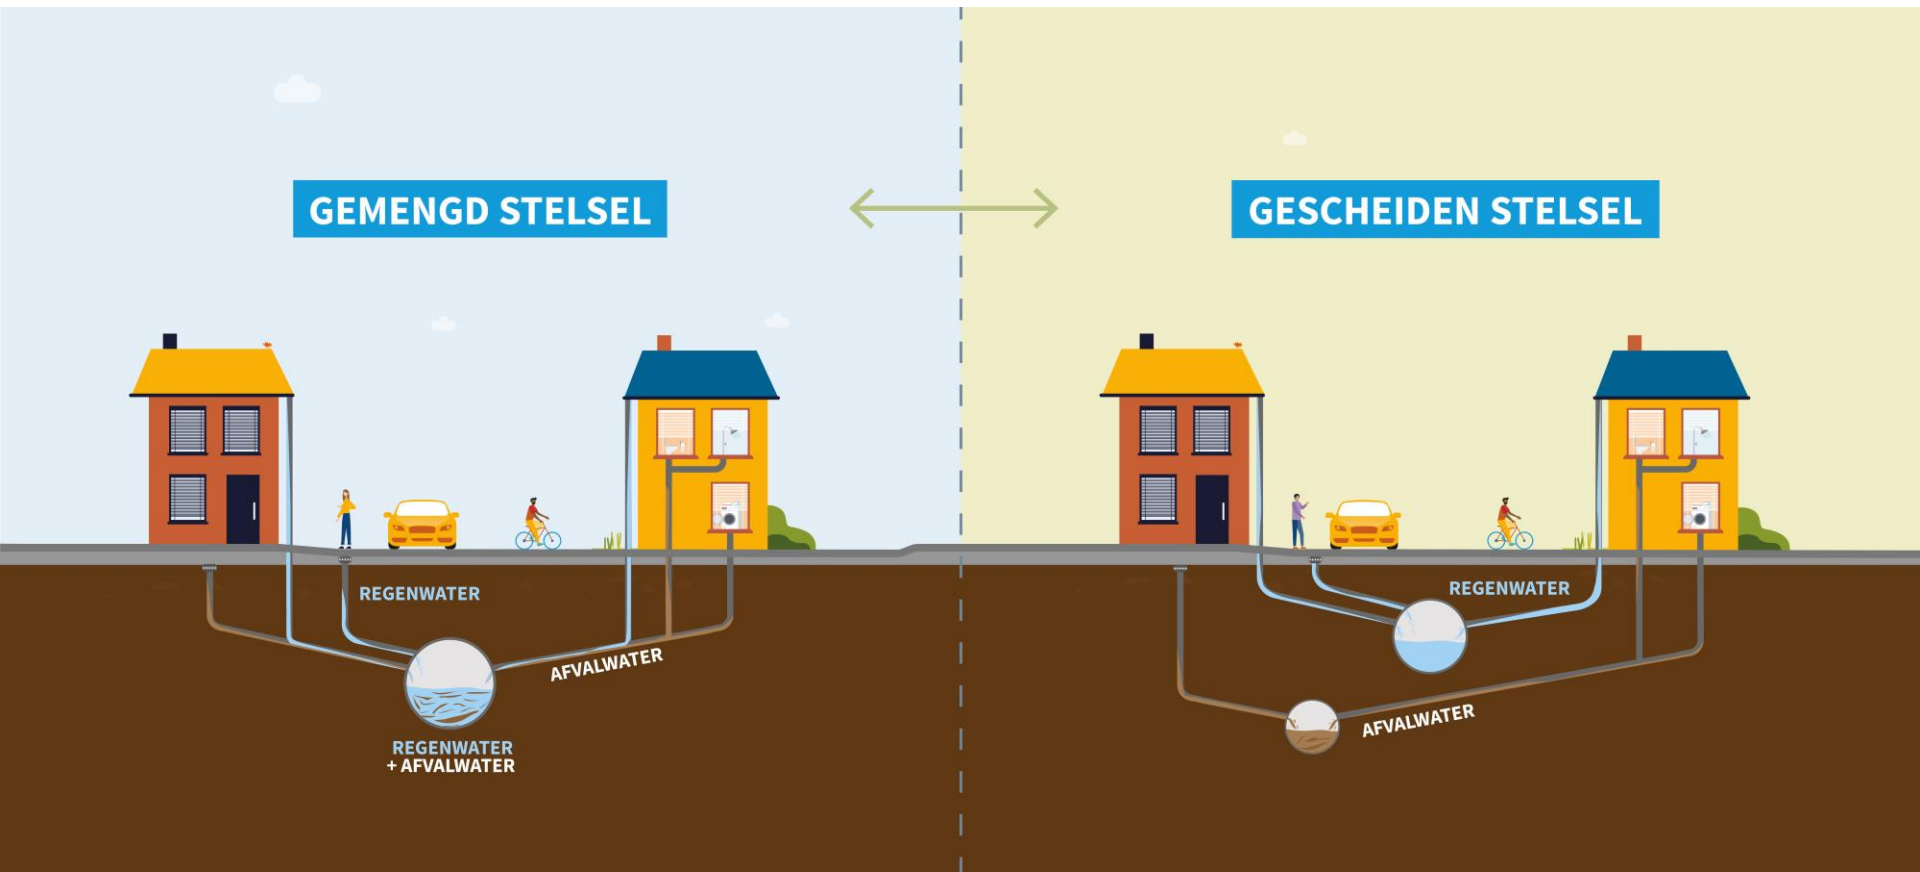 GEMENGD STELSEL
REGENWATER
AFVALWATER
REGENWATER
+ AFVALWATER
GESCHEIDEN STELSEL
REGENWATER
AFVALWATER